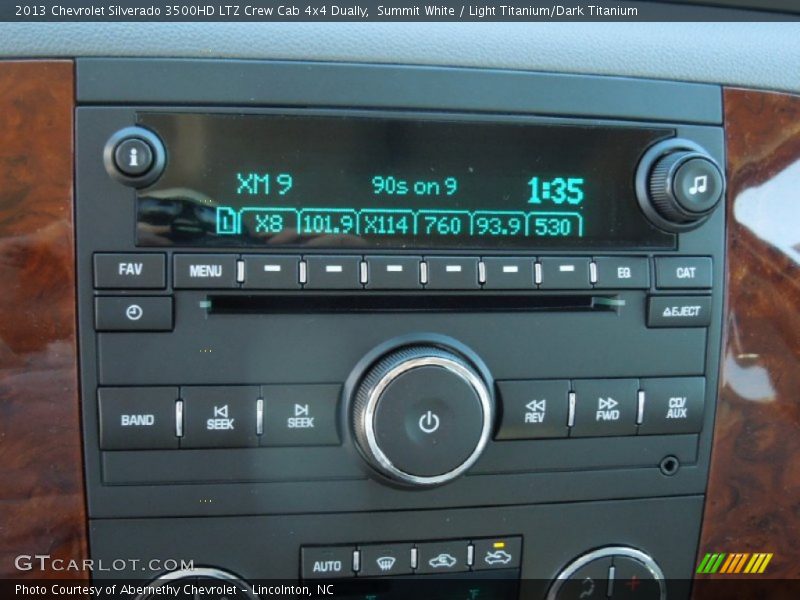 2013 Chevrolet Silverado 3500HD LTZ Crew Cab 4x4 Dually,  Summit White / Light Titanium/Dark Titanium
i
XM 9 90s on 9 1:35
1 X8 101.9 X114 760 93.9 530
FAV MENU EQ CAT
EJECT
BAND SEEK SEEK REV FWD CD/AUX
AUTO
GTCARLOT.COM
Photo Courtesy of Abernethy Chevrolet - Lincolnton, NC